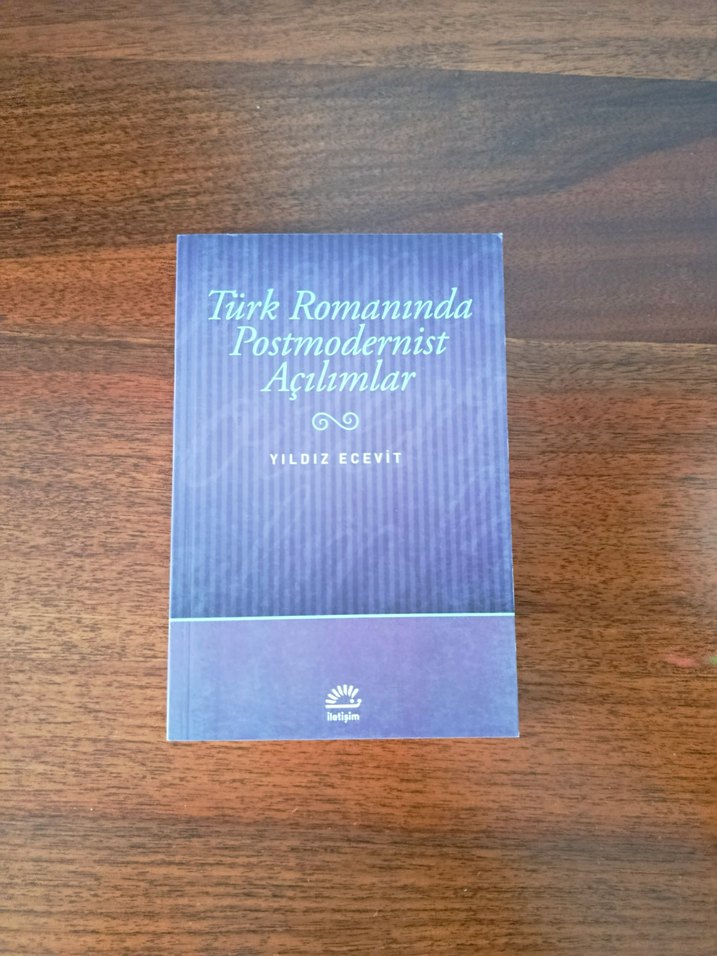 Türk Romanında
Postmodernist
Açılımlar
YILDIZ ECEVİT
iletişim